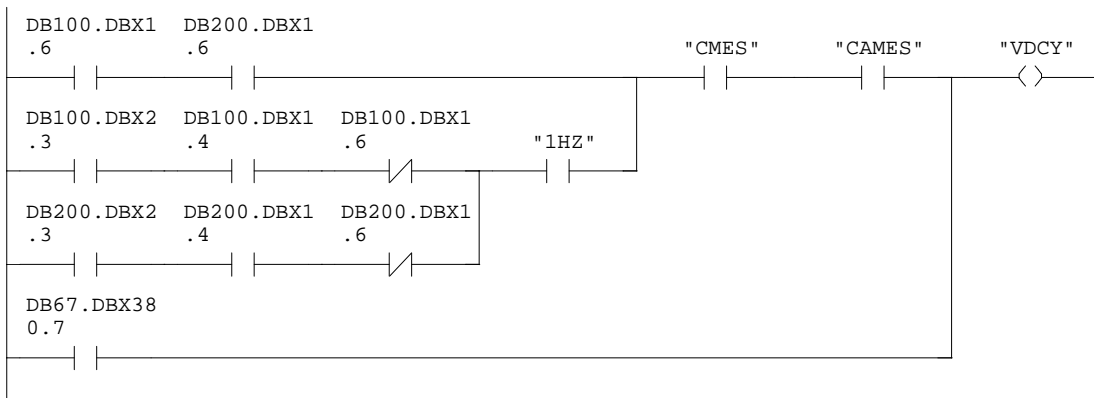 DB100.DBX1 DB200.DBX1
.6 .6 "CMES" "CAMES" "VDCY"
DB100.DBX2 DB100.DBX1 DB100.DBX1
.3 .4 .6 "1HZ"
DB200.DBX2 DB200.DBX1 DB200.DBX1
.3 .4 .6
DB67.DBX38
0.7